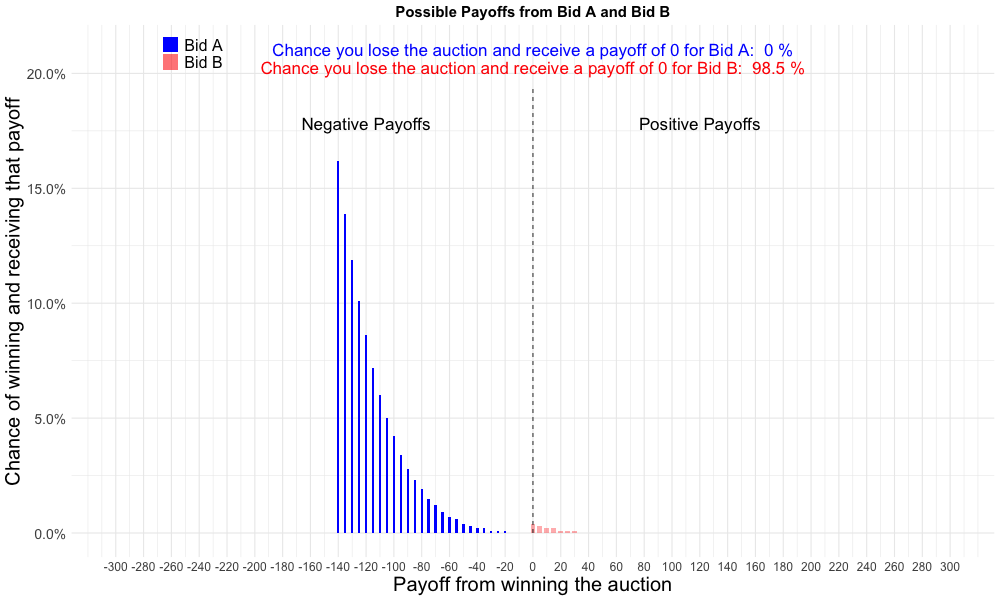 Possible Payoffs from Bid A and Bid B
Bid A
Bid B
Chance you lose the auction and receive a payoff of 0 for Bid A:  0 %
Chance you lose the auction and receive a payoff of 0 for Bid B:  98.5 %
Negative Payoffs
Positive Payoffs
Chance of winning and receiving that payoff
20.0%
15.0%
10.0%
5.0%
0.0%
-300 -280 -260 -240 -220 -200 -180 -160 -140 -120 -100 -80 -60 -40 -20 0 20 40 60 80 100 120 140 160 180 200 220 240 260 280 300
Payoff from winning the auction